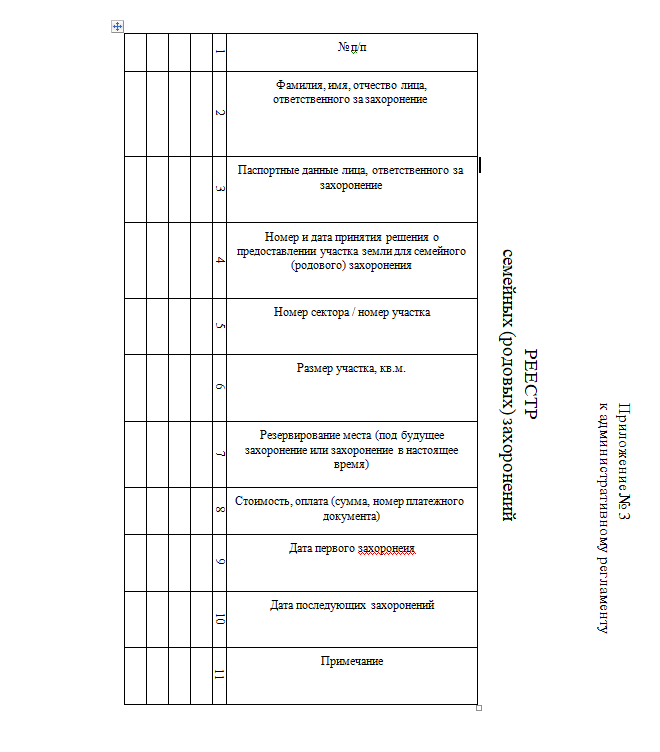 Приложение № 3
к административному регламенту
РЕЕСТР
семейных (родовых) захоронений
№ п/п
Фамилия, имя, отчество лица,
ответственного за захоронение
Паспортные данные лица, ответственного за
захоронение
Номер и дата принятия решения о
предоставлении участка земли для семейного
(родового) захоронения
Номер сектора / номер участка
Размер участка, кв.м.
Резервирование места (под будущее
захоронение или захоронение в настоящее
время)
Стоимость, оплата (сумма, номер платежного
документа)
Дата первого захоронеия
Дата последующих захоронений
Примечание
1
2
3
4
5
6
7
8
9
10
11